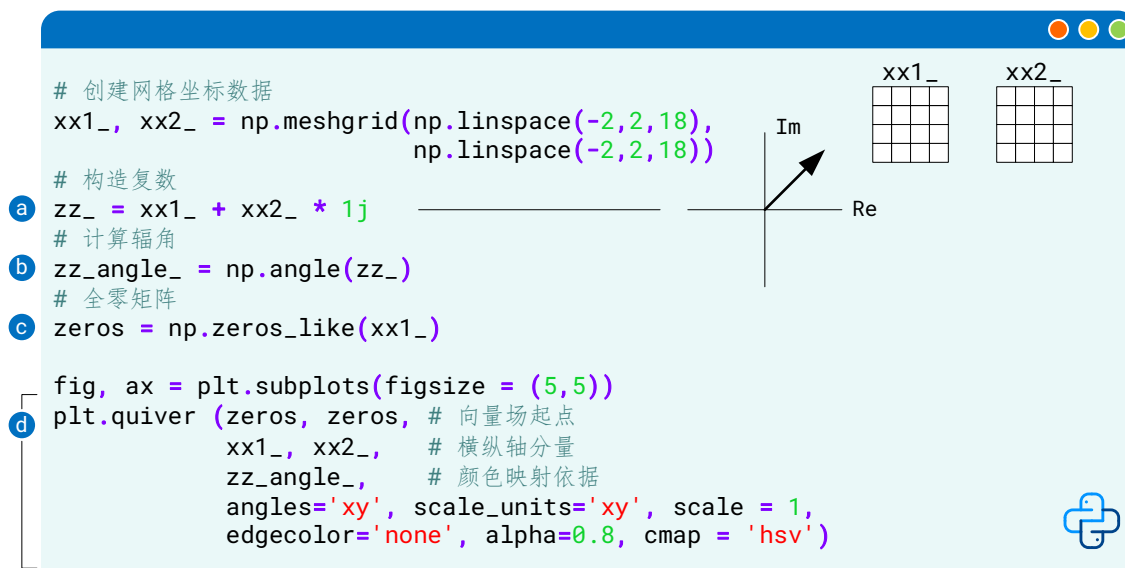 xx1_ xx2_
# 创建网格坐标数据
xx1_, xx2_ = np.meshgrid(np.linspace(-2,2,18),
np.linspace(-2,2,18))
Im
# 构造复数
a zz_ = xx1_ + xx2_ * 1j
Re
# 计算辐角
b zz_angle_ = np.angle(zz_)
# 全零矩阵
c zeros = np.zeros_like(xx1_)
fig, ax = plt.subplots(figsize = (5,5))
d plt.quiver (zeros, zeros, # 向量场起点
xx1_, xx2_, # 横纵轴分量
zz_angle_, # 颜色映射依据
angles='xy', scale_units='xy', scale = 1,
edgecolor='none', alpha=0.8, cmap = 'hsv')